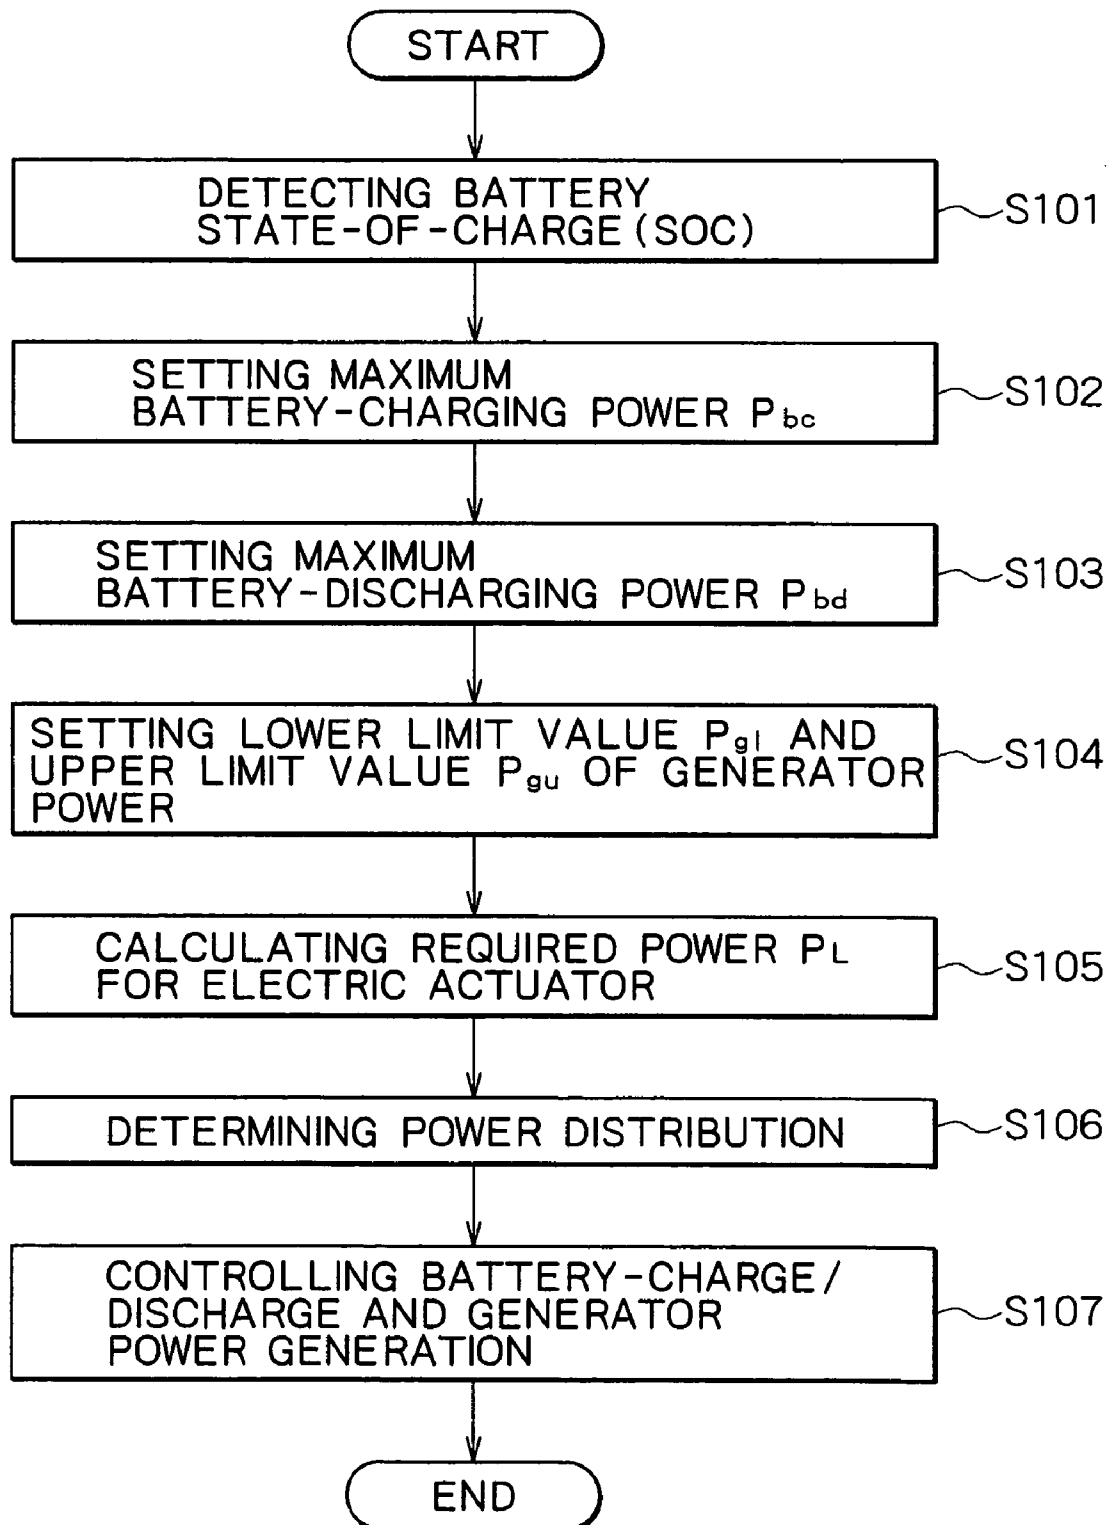 START
DETECTING BATTERY
STATE-OF-CHARGE (SOC)
S101
SETTING MAXIMUM
BATTERY-CHARGING POWER Pbc
S102
SETTING MAXIMUM
BATTERY-DISCHARGING POWER Pbd
S103
SETTING LOWER LIMIT VALUE Pgl AND
UPPER LIMIT VALUE Pgu OF GENERATOR
POWER
S104
CALCULATING REQUIRED POWER PL
FOR ELECTRIC ACTUATOR
S105
DETERMINING POWER DISTRIBUTION
S106
CONTROLLING BATTERY-CHARGE/
DISCHARGE AND GENERATOR
POWER GENERATION
S107
END